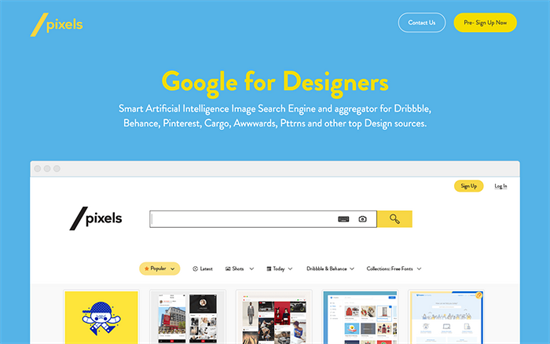 /pixels
Contact Us
Pre- Sign Up Now
Google for Designers
Smart Artificial Intelligence Image Search Engine and aggregator for Dribbble,
Behance, Pinterest, Cargo, Awwwards, Pttrns and other top Design sources.
Sign Up
Log In
/pixels
Popular
Latest
Shots
Today
Dribbble & Behance
Collections: Free Fonts